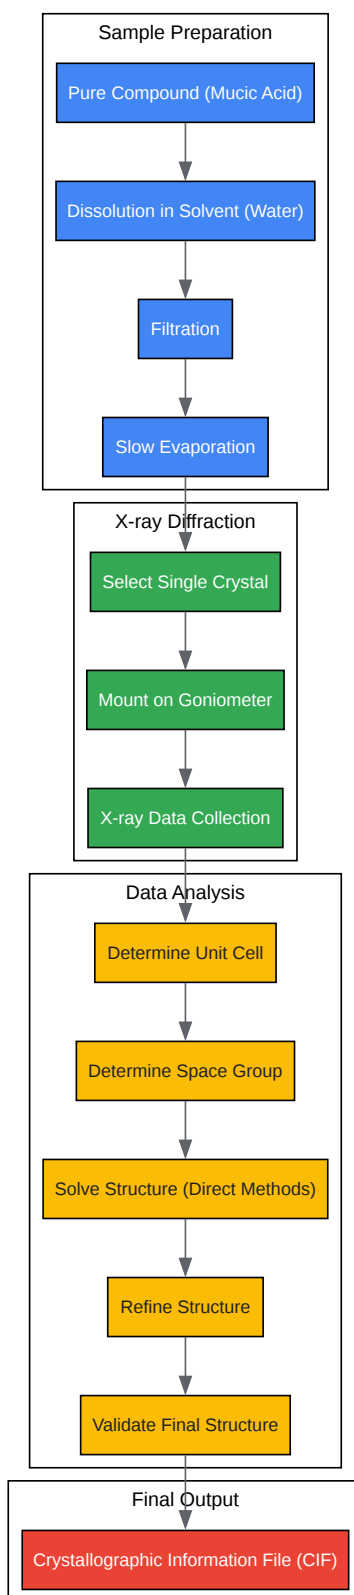 Sample Preparation
Pure Compound (Mucic Acid)
Dissolution in Solvent (Water)
Filtration
Slow Evaporation
X-ray Diffraction
Select Single Crystal
Mount on Goniometer
X-ray Data Collection
Data Analysis
Determine Unit Cell
Determine Space Group
Solve Structure (Direct Methods)
Refine Structure
Validate Final Structure
Final Output
Crystallographic Information File (CIF)